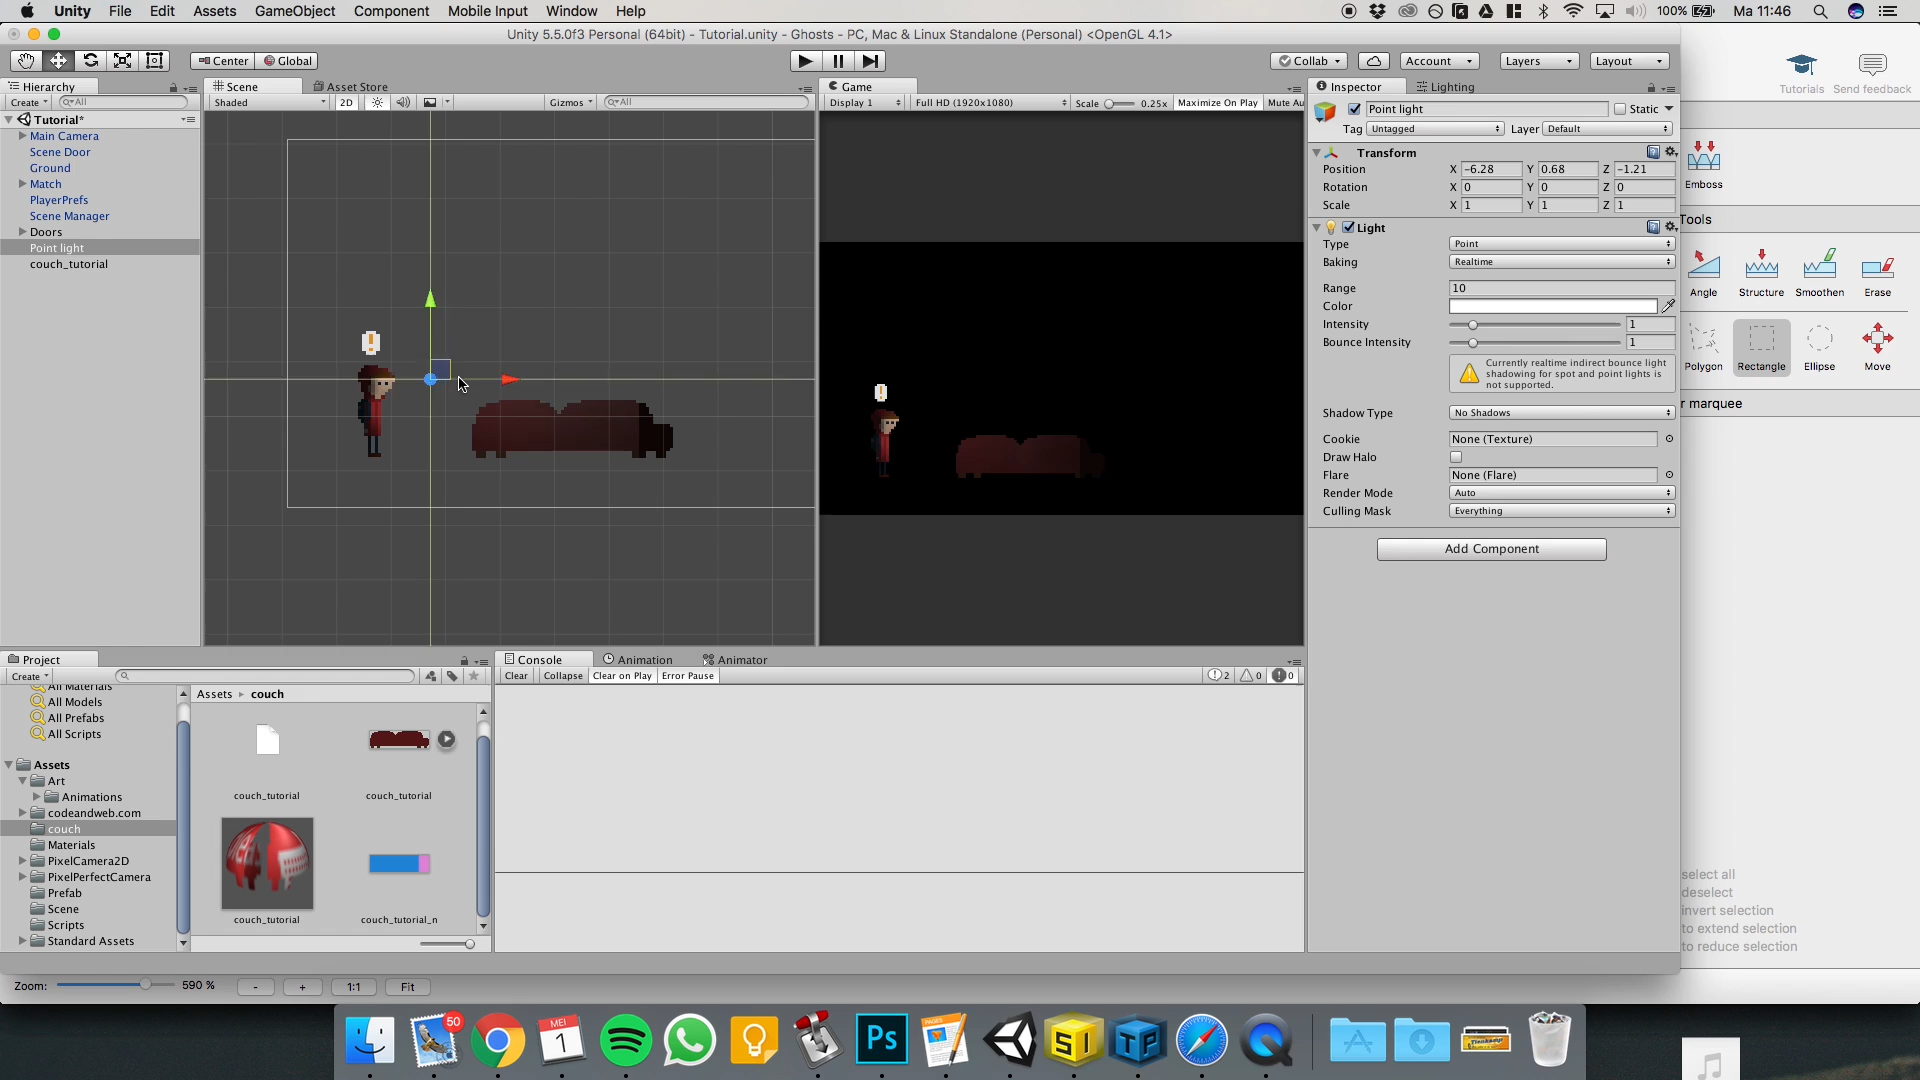 Unity File Edit Assets GameObject Component Mobile Input Window Help 100% Ma 11:46
Unity 5.5.0f3 Personal (64bit) - Tutorial.unity - Ghosts - PC, Mac & Linux Standalone (Personal) <OpenGL 4.1>
Center Global Collab Account Layers Layout
Tutorials Send feedback
Hierarchy
Create All
Tutorial*
Main Camera
Scene Door
Ground
Match
PlayerPrefs
Scene Manager
Doors
Point light
couch_tutorial
Scene Asset Store
Shaded 2D Gizmos All
Game
Display 1 Full HD (1920x1080) Scale 0.25x Maximize On Play Mute Au
Inspector Lighting
Point light Static
Tag Untagged Layer Default
Transform
Position X -6.28 Y 0.68 Z -1.21
Rotation X 0 Y 0 Z 0
Scale X 1 Y 1 Z 1
Light
Type Point
Baking Realtime
Range 10
Color
Intensity 1
Bounce Intensity 1
Currently realtime indirect bounce light
shadowing for spot and point lights is
not supported.
Shadow Type No Shadows
Cookie None (Texture)
Draw Halo
Flare None (Flare)
Render Mode Auto
Culling Mask Everything
Add Component
Emboss
Tools
Angle Structure Smoothen Erase
Polygon Rectangle Ellipse Move
r marquee
select all
deselect
invert selection
to extend selection
to reduce selection
Project
Create
All Materials
All Models
All Prefabs
All Scripts
Assets
Art
Animations
codeandweb.com
couch
Materials
PixelCamera2D
PixelPerfectCamera
Prefab
Scene
Scripts
Standard Assets
Assets couch
couch_tutorial couch_tutorial
couch_tutorial couch_tutorial_n
Console Animation Animator
Clear Collapse Clear on Play Error Pause 2 0 0
Zoom: 590 % - + 1:1 Fit
50
MEI
1
PAGES
Ps
SI
TP